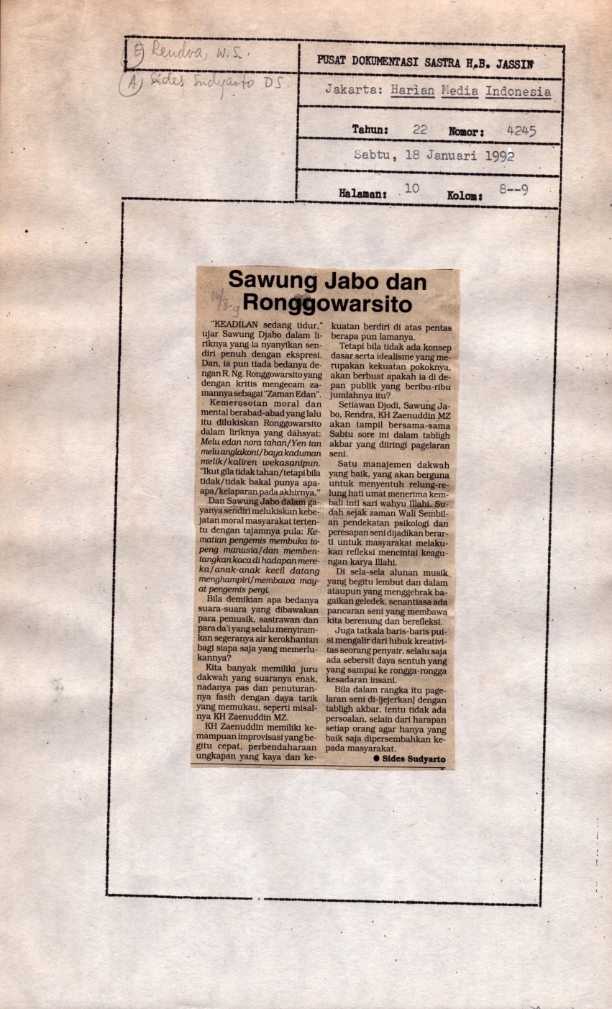 (E) Rendra, W.S.
(A) Sides Sudyarto DS.
PUSAT DOKUMENTASI SASTRA H.B. JASSIN
Jakarta: Harian Media Indonesia
Tahun: 22 Nomor: 4245
Sabtu, 18 Januari 1992
Halaman: 10 Kolom: 8--9
Sawung Jabo dan
Ronggowarsito
"KEADILAN sedang tidur,"
ujar Sawung Djabo dalam li-
riknya yang ia nyanyikan sen-
diri penuh dengan ekspresi.
Dan, ia pun tiada bedanya de-
ngan R. Ng. Ronggowarsito yang
dengan kritis mengecam za-
mannya sebagai "Zaman Edan".
Kemerosotan moral dan
mental berabad-abad yang lalu
itu dilukiskan Ronggowarsito
dalam liriknya yang dahsyat:
Melu edan nora tahan/Yen tan
melu anglakoni/baya kaduman
melik/kaliren wekasanipun.
"Ikut gila tidak tahan/tetapi bila
tidak/tidak bakal punya apa-
apa/kelaparan pada akhirnya."
Dan Sawung Jabo dalam ga-
yanya sendiri melukiskan kebe-
jatan moral masyarakat terten-
tu dengan tajamnya pula: Ke-
matian pengemis membuka to-
peng manusia/dan memben-
tangkan kaca di hadapan mere-
ka/anak-anak kecil datang
menghampiri/membawa may-
at pengemis pergi.
Bila demikian apa bedanya
suara-suara yang dibawakan
para pemusik, sastrawan dan
para da'i yang selalu menyiram-
kan segarnya air kerokhanian
bagi siapa saja yang memerlu-
kannya?
Kita banyak memiliki juru
dakwah yang suaranya enak,
nadanya pas dan penuturan-
nya fasih dengan daya tarik
yang memukau, seperti misal-
nya KH Zaenuddin MZ.
KH Zaenuddin memiliki ke-
mampuan improvisasi yang be-
gitu cepat, perbendaharaan
ungkapan yang kaya dan ke-
kuatan berdiri di atas pentas
berapa pun lamanya.
Tetapi bila tidak ada konsep
dasar serta idealisme yang me-
rupakan kekuatan pokoknya,
akan berbuat apakah ia di de-
pan publik yang beribu-ribu
jumlahnya itu?
Setiawan Djodi, Sawung Ja-
bo, Rendra, KH Zaenuddin MZ
akan tampil bersama-sama
Sabtu sore ini dalam tabligh
akbar yang diiringi pagelaran
seni.
Satu manajemen dakwah
yang baik, yang akan berguna
untuk menyentuh relung-re-
lung hati umat menerima kem-
bali inti sari wahyu Illahi. Su-
dah sejak zaman Wali Sembil-
an pendekatan psikologi dan
peresapan seni dijadikan berar-
ti untuk masyarakat melaku-
kan refleksi mencintai keagu-
ngan karya Illahi.
Di sela-sela alunan musik
yang begitu lembut dan dalam
ataupun yang menggebrak ba-
gaikan geledek, senantiasa ada
pancaran seni yang membawa
kita berenung dan berefleksi.
Juga tatkala baris-baris pui-
si mengalir dari lubuk kreativi-
tas seorang penyair, selalu saja
ada sebersit daya sentuh yang
yang sampai ke rongga-rongga
kesadaran insani.
Bila dalam rangka itu page-
laran seni di-[jejerkan] dengan
tabligh akbar, tentu tidak ada
persoalan, selain dari harapan
setiap orang agar hanya yang
baik saja dipersembahkan ke-
pada masyarakat.
● Sides Sudyarto